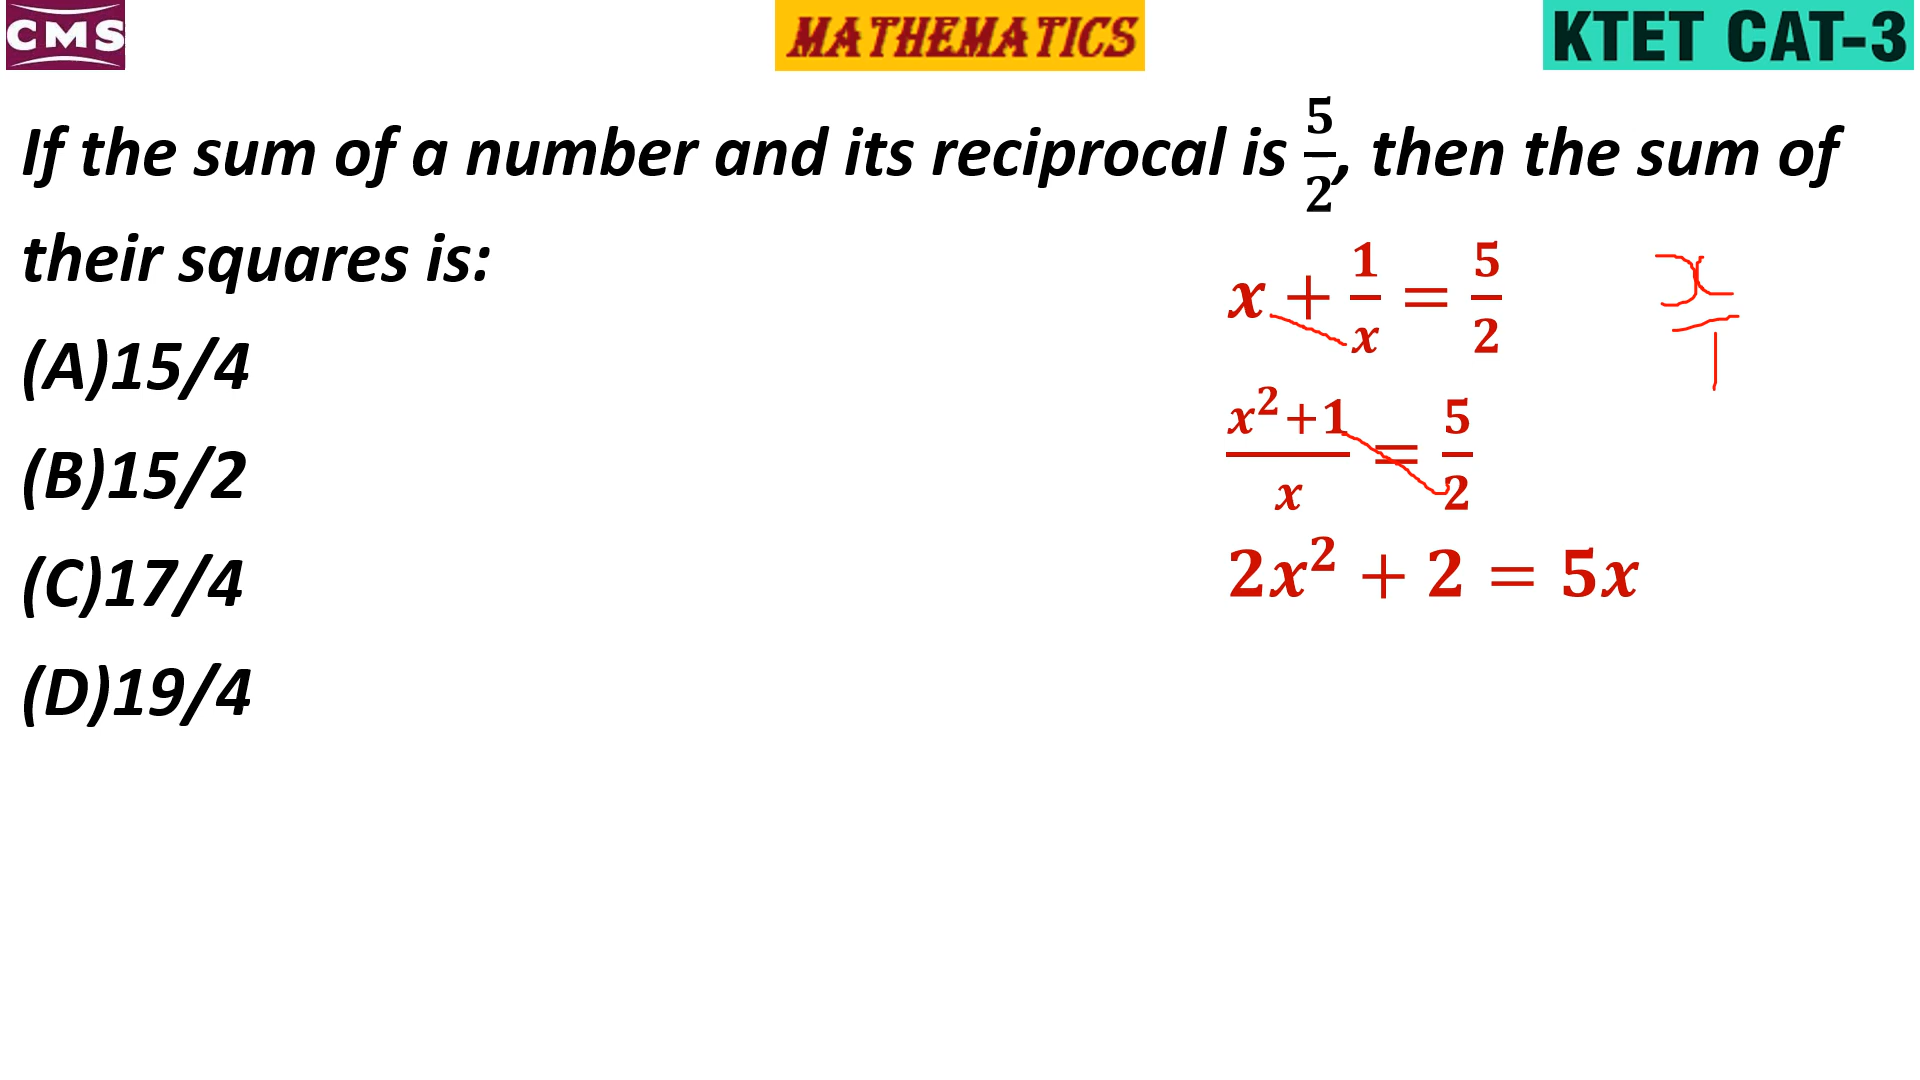 CMS MATHEMATICS KTET CAT-3
If the sum of a number and its reciprocal is 5/2, then the sum of
their squares is:
x + 1/x = 5/2
x
1
(A)15/4
x²+1/x = 5/2
(B)15/2
(C)17/4
2x² + 2 = 5x
(D)19/4